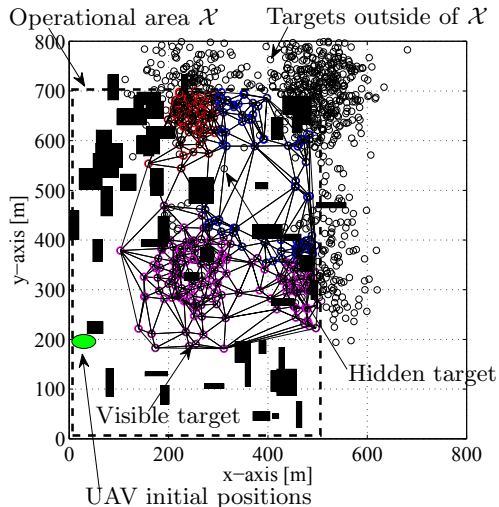 Operational area 𝒳
Targets outside of 𝒳
800
700
600
500
400
300
200
100
0
y−axis [m]
Hidden target
Visible target
0
200
400
600
800
x−axis [m]
UAV initial positions